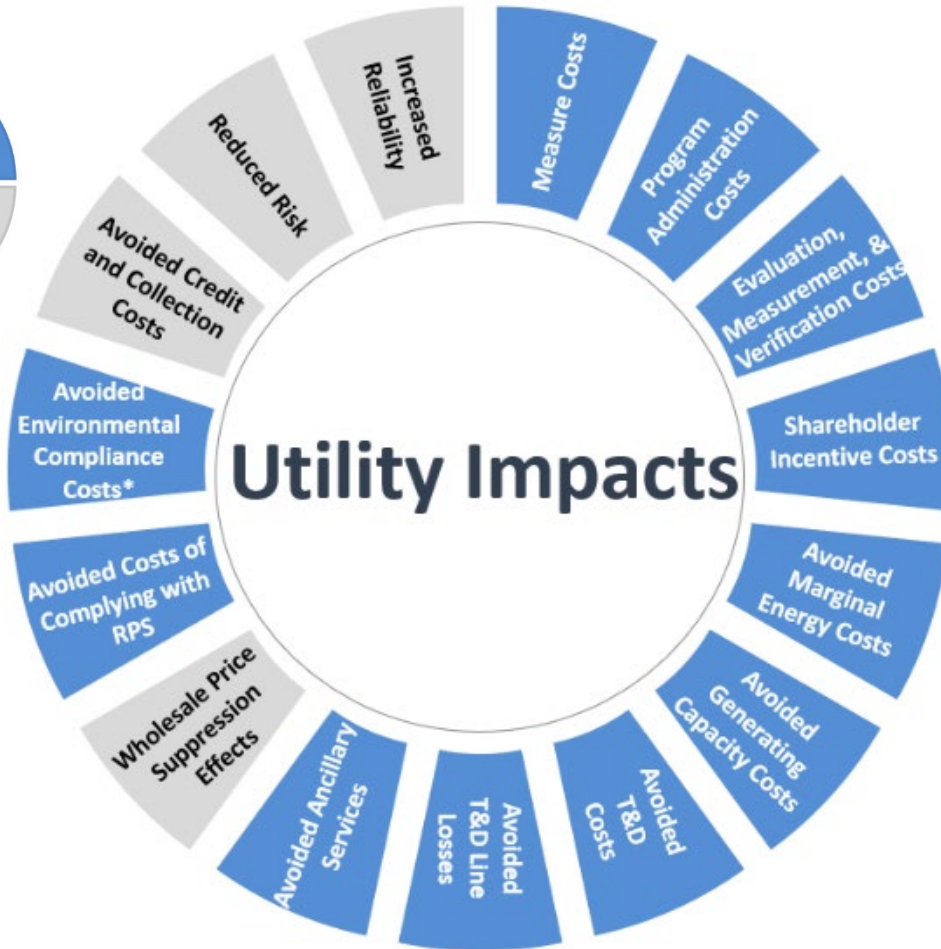 Measure Costs
Program
Administration
Costs
Evaluation,
Measurement, &
Verification Costs
Shareholder
Incentive Costs
Avoided
Marginal
Energy Costs
Avoided
Generating
Capacity Costs
Avoided
T&D
Costs
Avoided
T&D Line
Losses
Avoided Ancillary
Services
Wholesale Price
Suppression
Effects
Avoided Costs of
Complying with
RPS
Avoided
Environmental
Compliance
Costs*
Avoided Credit
and Collection
Costs
Reduced Risk
Increased
Reliability
Utility Impacts